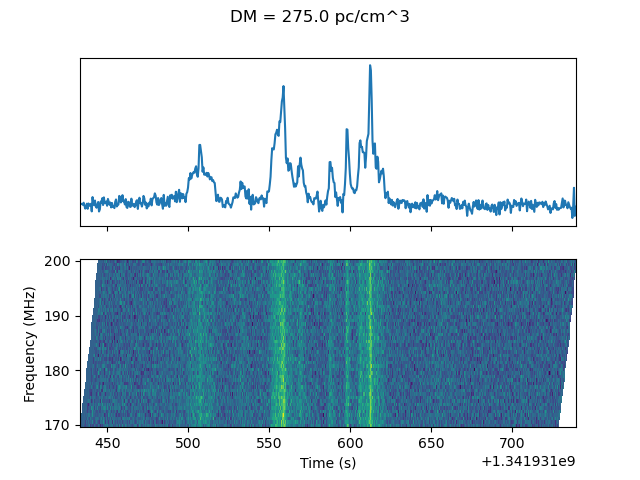 DM = 275.0 pc/cm^3
200
190
180
170
Frequency (MHz)
450 500 550 600 650 700
Time (s)
+1.341931e9